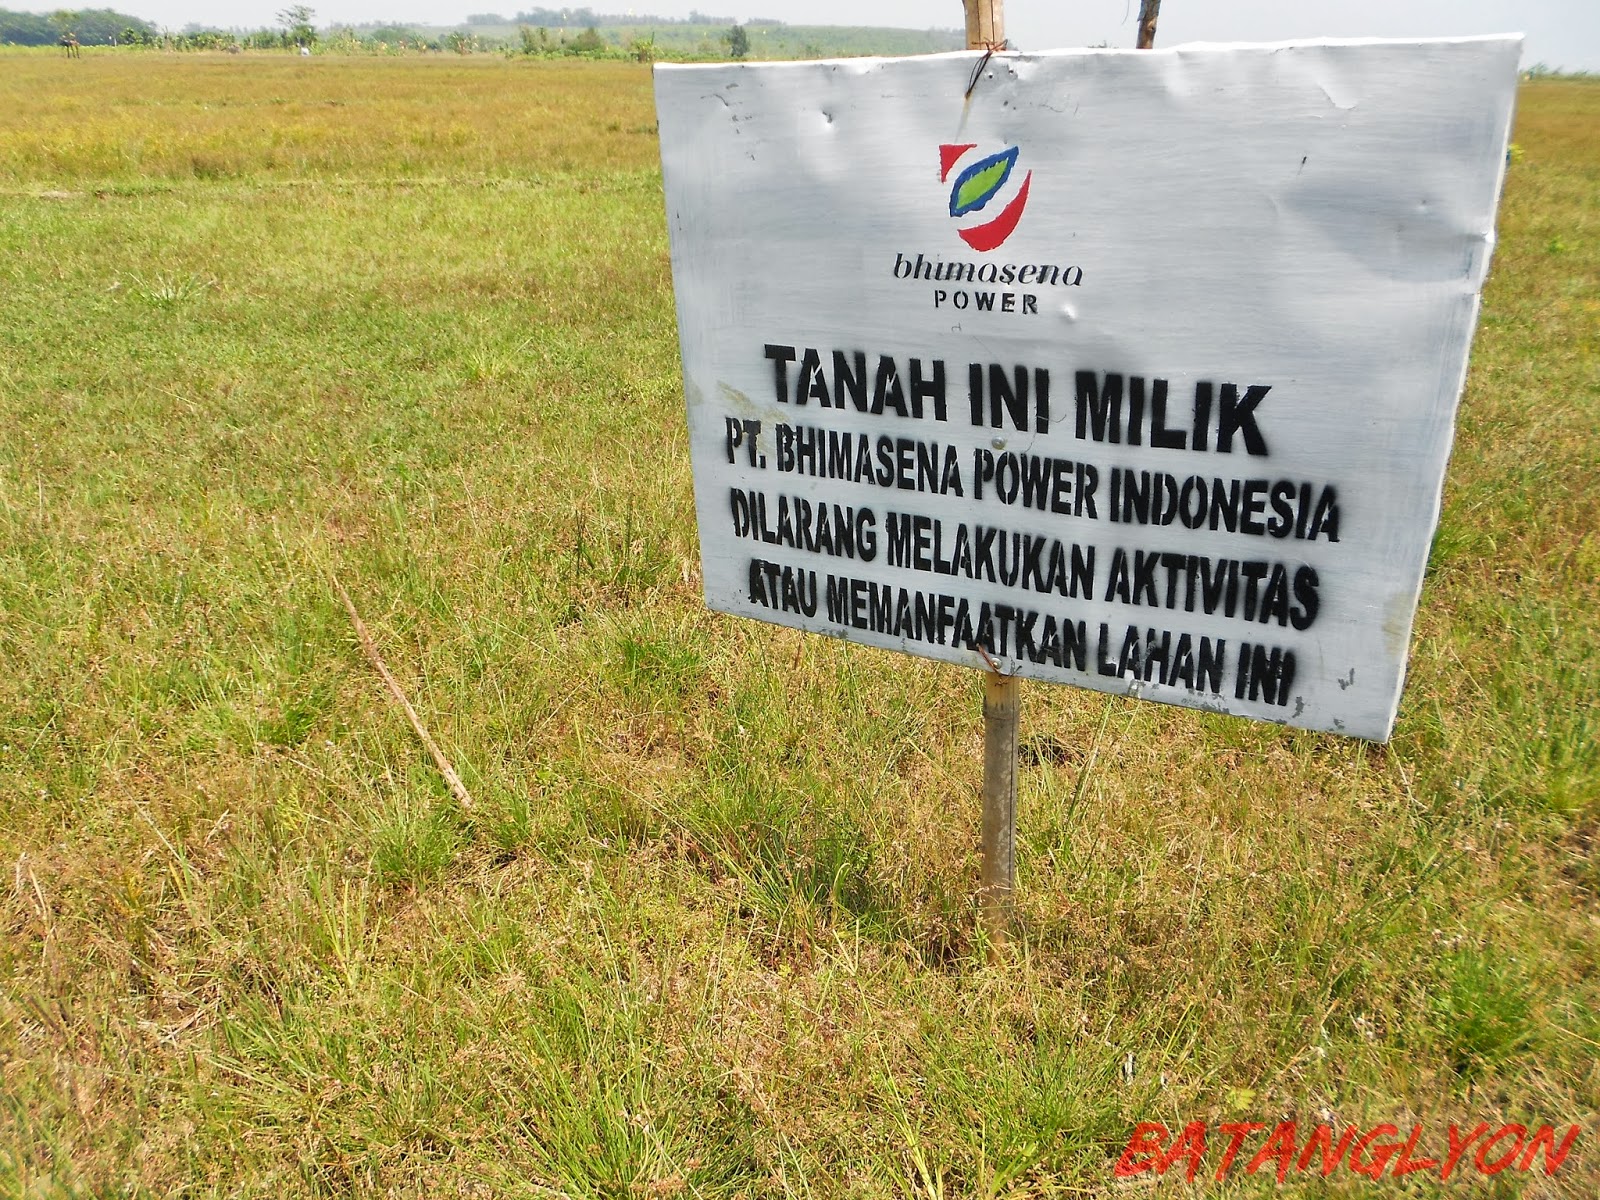 bhimasena
POWER
TANAH INI MILIK
PT. BHIMASENA POWER INDONESIA
DILARANG MELAKUKAN AKTIVITAS
ATAU MEMANFAATKAN LAHAN INI
BATANGLYON